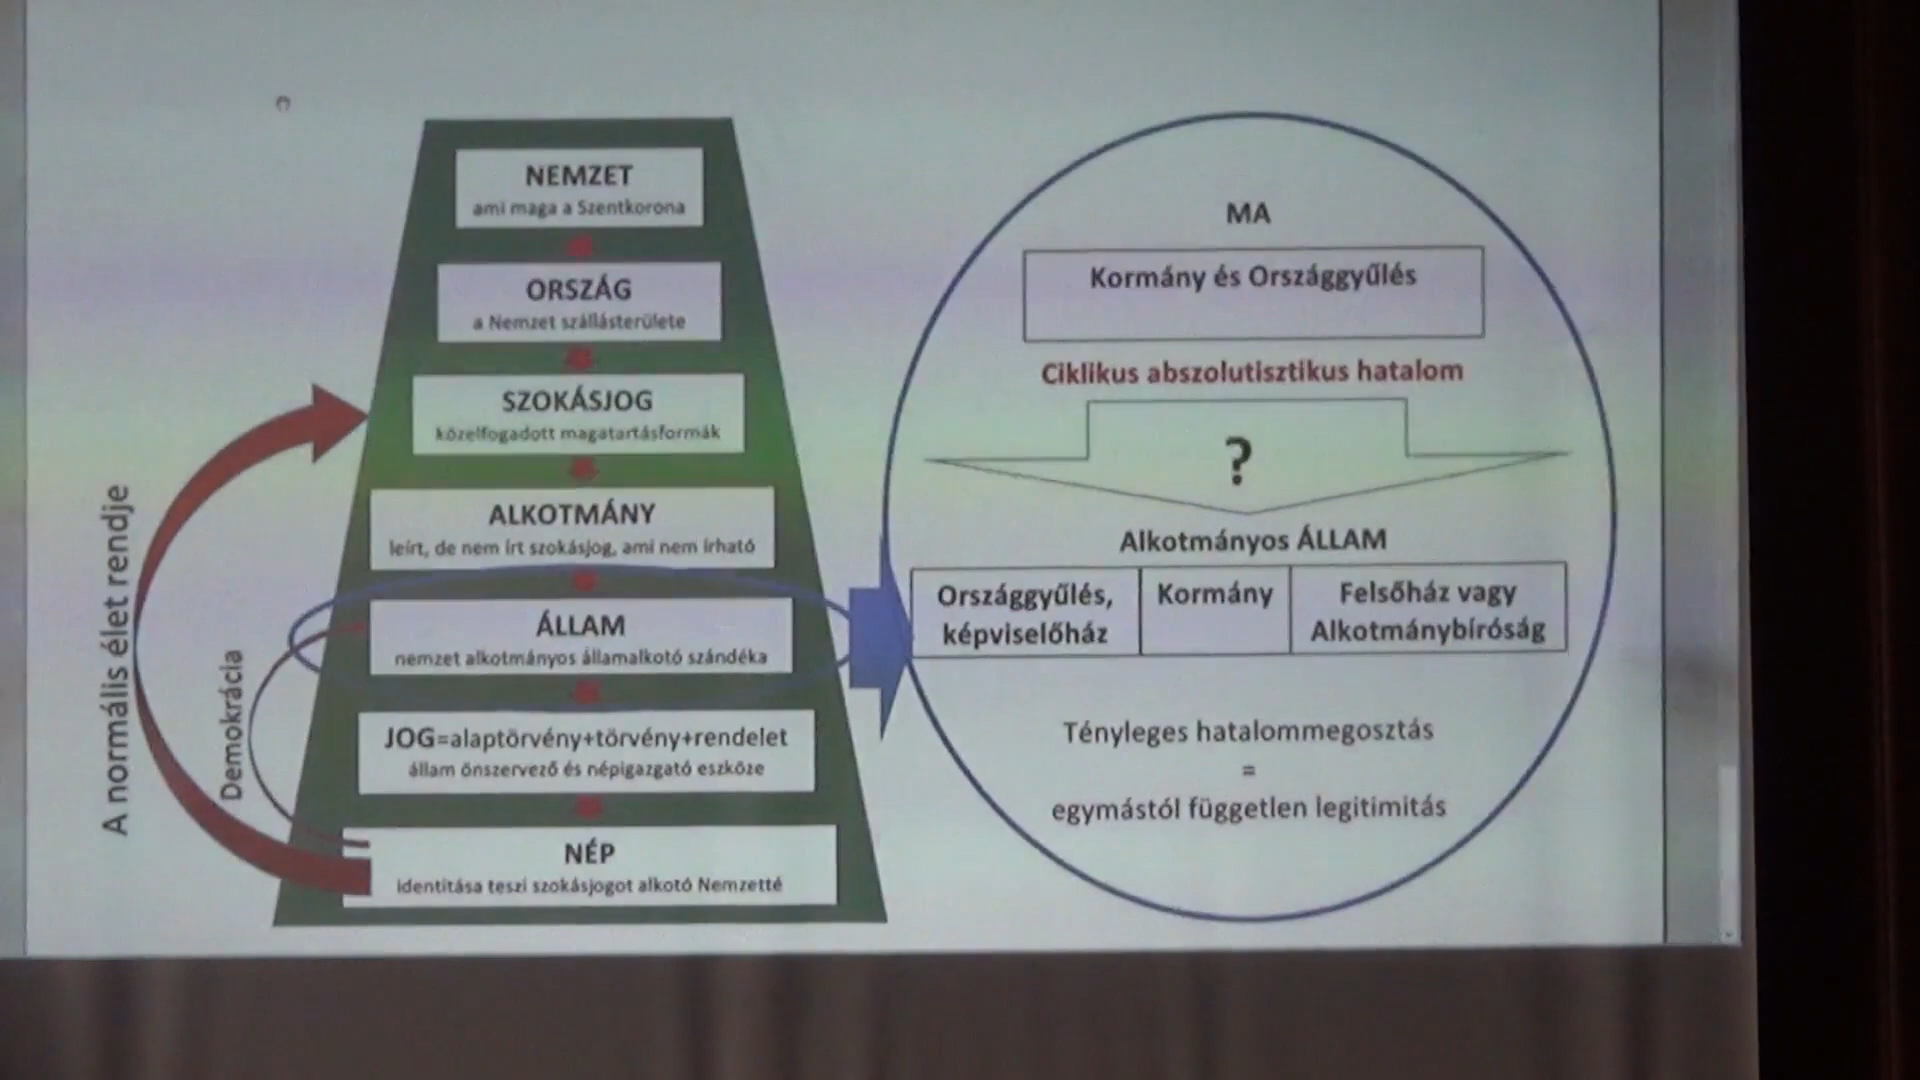 NEMZET
ami maga a Szentkorona
ORSZÁG
a Nemzet szállásterülete
SZOKÁSJOG
közelfogadott magatartásformák
ALKOTMÁNY
leírt, de nem írt szokásjog, ami nem írható
ÁLLAM
nemzet alkotmányos államalkotó szándéka
JOG=alaptörvény+törvény+rendelet
állam önszervező és népigazgató eszköze
NÉP
identitása teszi szokásjogot alkotó Nemzetté
A normális élet rendje
Demokrácia
MA
Kormány és Országgyűlés
Ciklikus abszolutisztikus hatalom
?
Alkotmányos ÁLLAM
Országgyűlés,
képviselőház
Kormány
Felsőház vagy
Alkotmánybíróság
Tényleges hatalommegosztás
=
egymástól független legitimitás